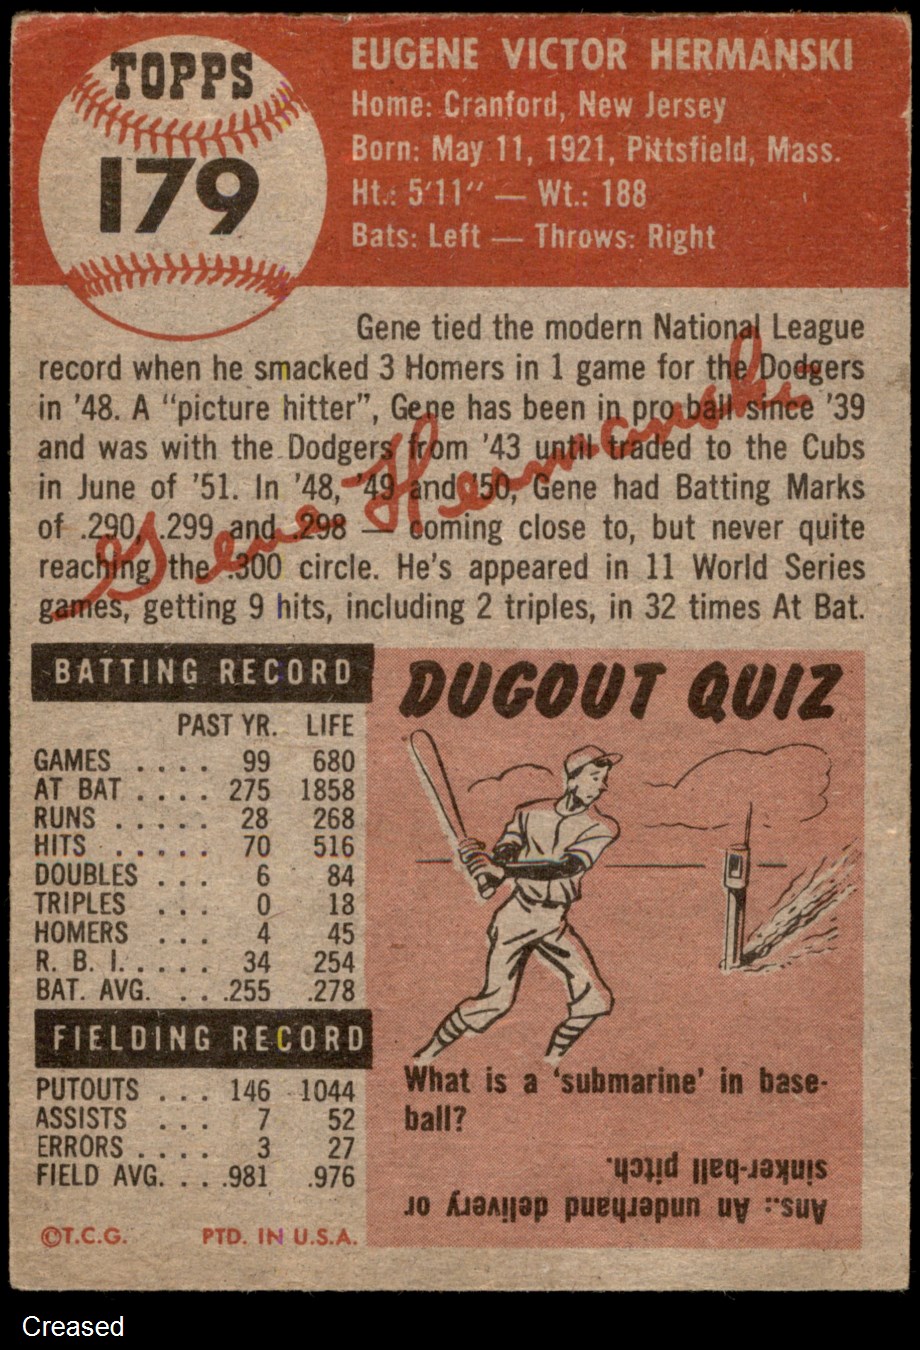 TOPPS
179
EUGENE VICTOR HERMANSKI
Home: Cranford, New Jersey
Born: May 11, 1921, Pittsfield, Mass.
Ht.: 5'11" — Wt.: 188
Bats: Left — Throws: Right
Gene tied the modern National League
record when he smacked 3 Homers in 1 game for the Dodgers
in '48. A "picture hitter", Gene has been in pro ball since '39
and was with the Dodgers from '43 until traded to the Cubs
in June of '51. In '48, '49 and '50, Gene had Batting Marks
of .290, .299 and .298 — coming close to, but never quite
reaching the .300 circle. He's appeared in 11 World Series
games, getting 9 hits, including 2 triples, in 32 times At Bat.
Gene Hermanski
BATTING RECORD
PAST YR. LIFE
GAMES . . . . 99 680
AT BAT . . . . 275 1858
RUNS . . . . . 28 268
HITS . . . . . 70 516
DOUBLES . . . 6 84
TRIPLES . . . 0 18
HOMERS . . . 4 45
R. B. I. . . . . 34 254
BAT. AVG. . . .255 .278
FIELDING RECORD
PUTOUTS . . . 146 1044
ASSISTS . . . 7 52
ERRORS . . . . 3 27
FIELD AVG. . . .981 .976
©T.C.G. PTD. IN U.S.A.
DUGOUT QUIZ
What is a 'submarine' in base-
ball?
Ans.: An underhand delivery or
sinker-ball pitch.
Creased